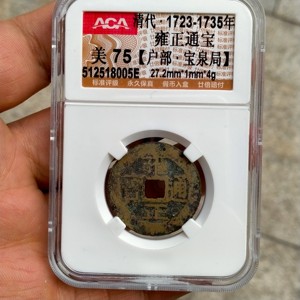 ACA 清代·1723-1735年
雍正通宝
美 75【户部·宝泉局】
512518005E 27.2mm*1mm*4g
标准评级 永久保真 假币入盒 廿倍赔付